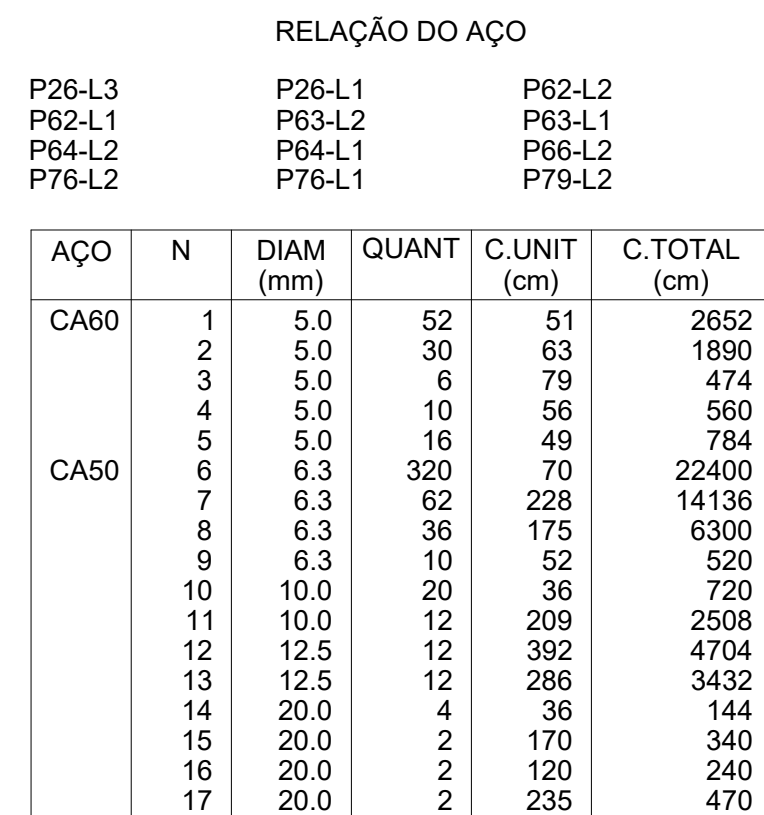 RELAÇÃO DO AÇO
P26-L3 P26-L1 P62-L2
P62-L1 P63-L2 P63-L1
P64-L2 P64-L1 P66-L2
P76-L2 P76-L1 P79-L2
AÇO N DIAM QUANT C.UNIT C.TOTAL
(mm) (cm) (cm)
CA60 1 5.0 52 51 2652
2 5.0 30 63 1890
3 5.0 6 79 474
4 5.0 10 56 560
5 5.0 16 49 784
CA50 6 6.3 320 70 22400
7 6.3 62 228 14136
8 6.3 36 175 6300
9 6.3 10 52 520
10 10.0 20 36 720
11 10.0 12 209 2508
12 12.5 12 392 4704
13 12.5 12 286 3432
14 20.0 4 36 144
15 20.0 2 170 340
16 20.0 2 120 240
17 20.0 2 235 470